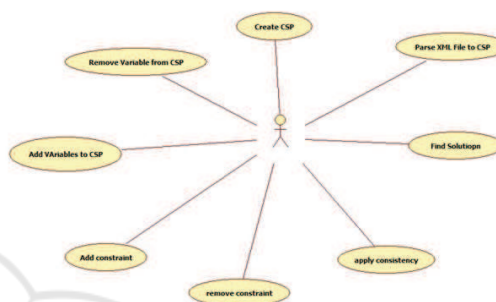 Create CSP
Parse XML File to CSP
Remove Variable from CSP
Add VAriables to CSP
Find Solutiopn
Add constraint
apply consistency
remove constraint